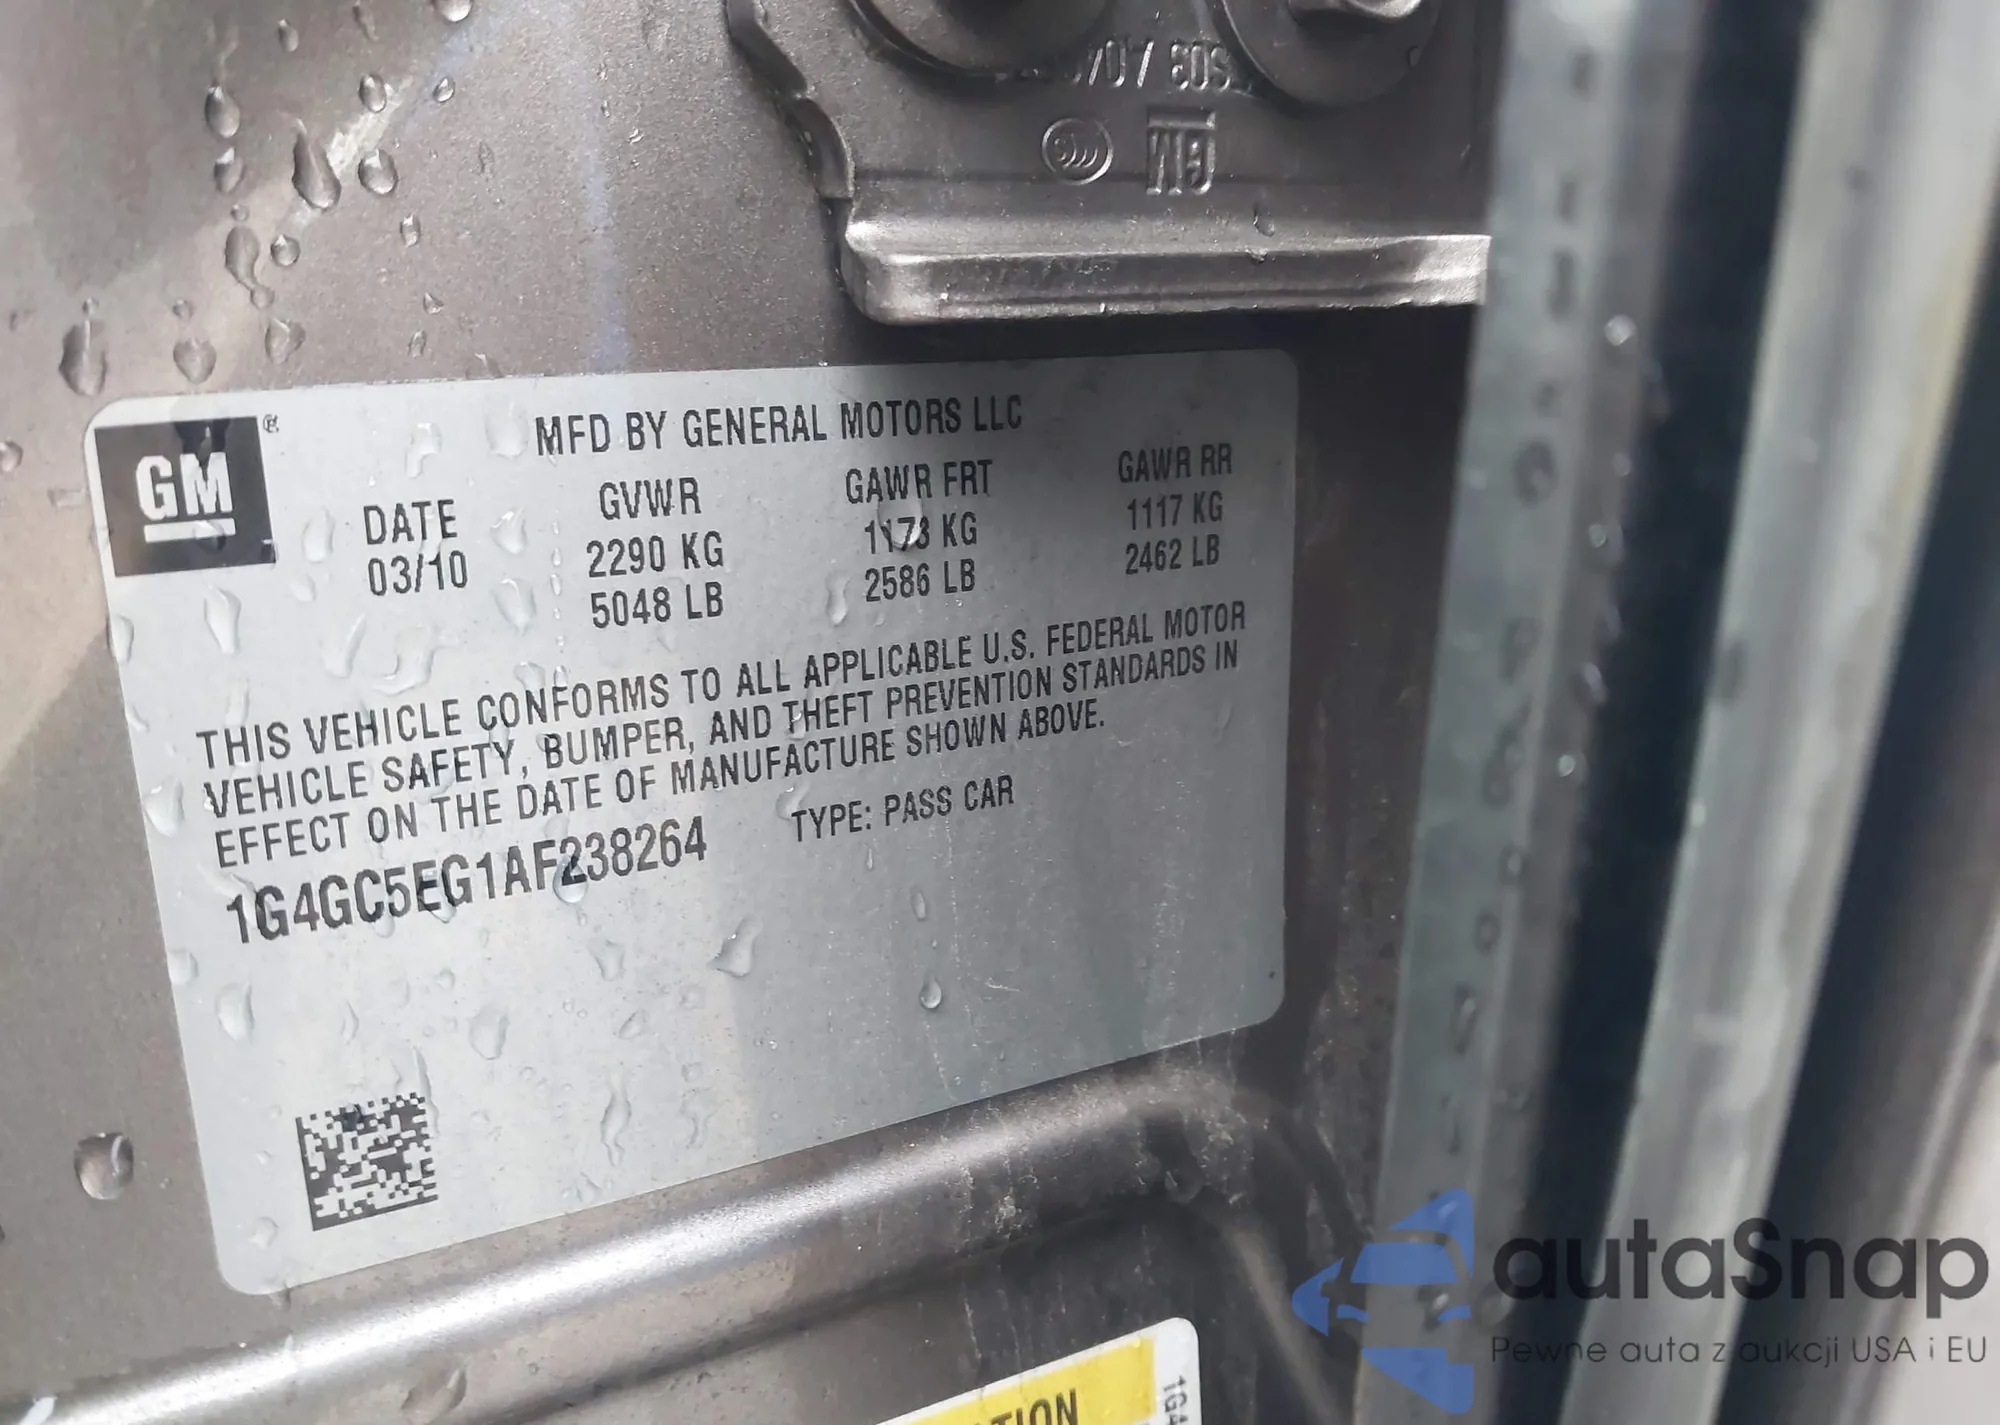 GM
GM
®
MFD BY GENERAL MOTORS LLC
DATE GVWR GAWR FRT GAWR RR
03/10 2290 KG 1173 KG 1117 KG
5048 LB 2586 LB 2462 LB
THIS VEHICLE CONFORMS TO ALL APPLICABLE U.S. FEDERAL MOTOR
VEHICLE SAFETY, BUMPER, AND THEFT PREVENTION STANDARDS IN
EFFECT ON THE DATE OF MANUFACTURE SHOWN ABOVE.
1G4GC5EG1AF238264 TYPE: PASS CAR
autaSnap
Pewne auta z aukcji USA i EU